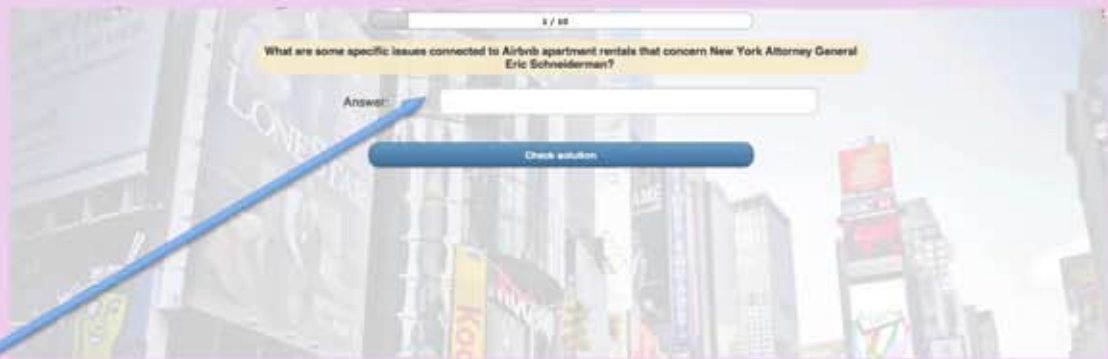 1 / 10
What are some specific issues connected to Airbnb apartment rentals that concern New York Attorney General
Eric Schneiderman?
Answer:
Check solution